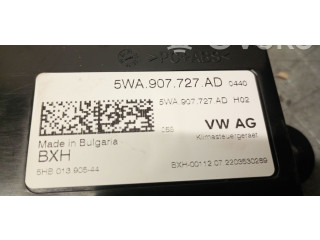 5WA.907.727 AD 0440
5WA.907.727 AD H02
VW AG
Klimasteuergeraet
Made in Bulgaria
BXH
5HB 013 906-44
BXH-00112.07.2203530289